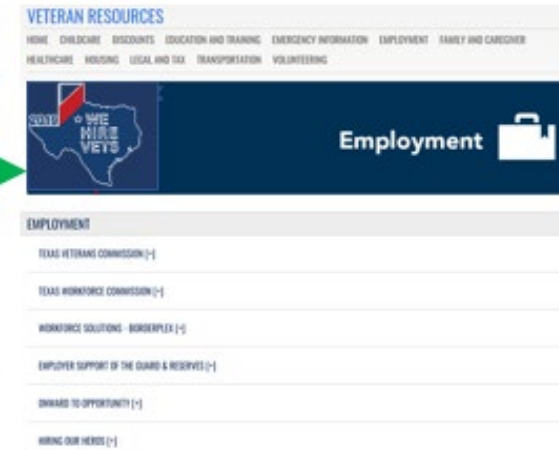 VETERAN RESOURCES
HOME CHILDCARE DISCOUNTS EDUCATION AND TRAINING EMERGENCY INFORMATION EMPLOYMENT FAMILY AND CAREGIVER
HEALTHCARE HOUSING LEGAL AND TAX TRANSPORTATION VOLUNTEERING
2019 WE
HIRE
VETS
Employment
EMPLOYMENT
TEXAS VETERANS COMMISSION [+]
TEXAS WORKFORCE COMMISSION [+]
WORKFORCE SOLUTIONS - BORDERPLEX [+]
EMPLOYER SUPPORT OF THE GUARD & RESERVES [+]
ONWARD TO OPPORTUNITY [+]
HIRING OUR HEROS [+]